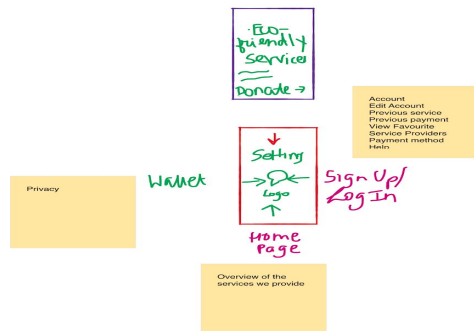 Eco-
friendly
Services
Donate →
Account
Edit Account
Previous service
Previous payment
View Favourite
Service Providers
Payment method
Help
Setting
Logo
Wallet
Sign Up/
Log In
Privacy
Home
Page
Overview of the
services we provide